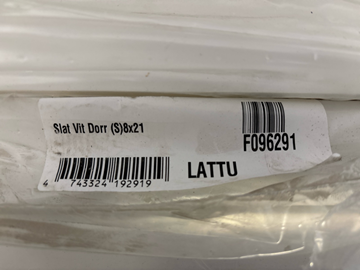 Slat Vit Dorr (S)8x21
F096291
4 743324 192919
LATTU